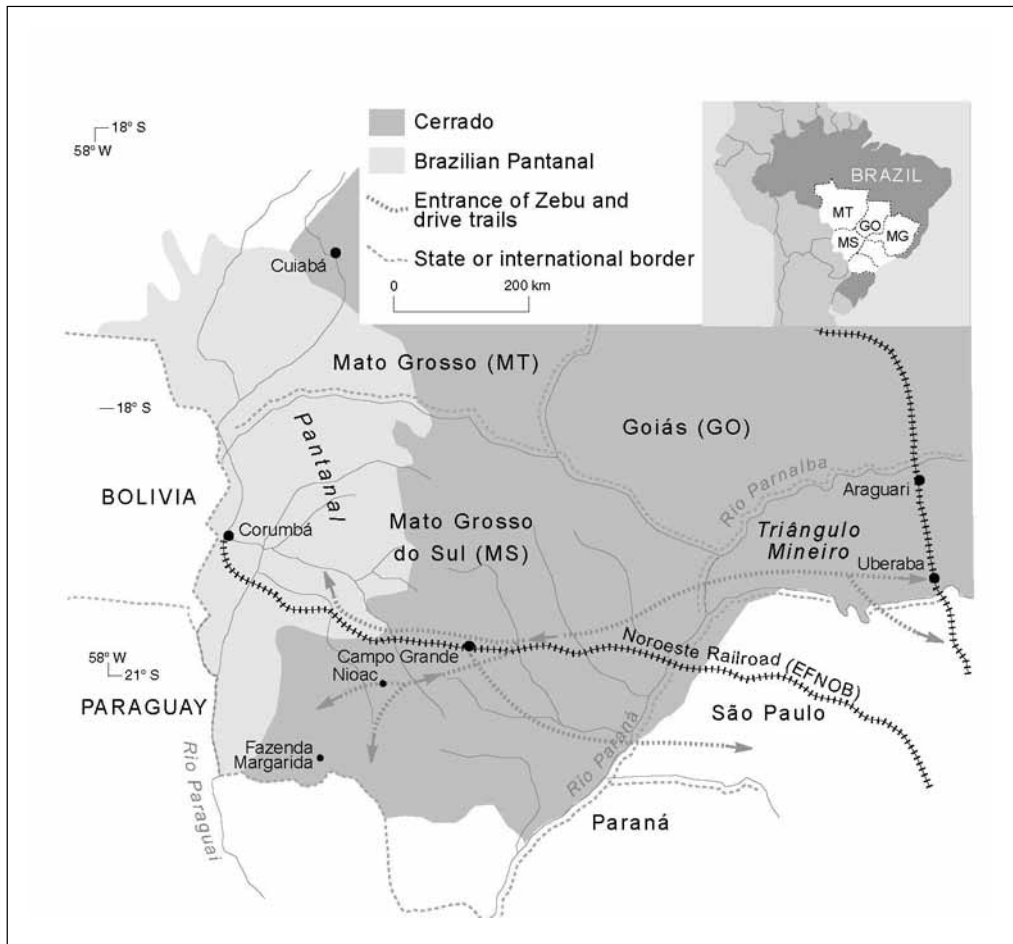 18° S
58° W
Cerrado
Brazilian Pantanal
Entrance of Zebu and
drive trails
State or international border
0
200 km
BRAZIL
MT
GO
MS
MG
Cuiabá
Mato Grosso (MT)
18° S
Pantanal
Goiás (GO)
Rio Parnalba
Araguari
BOLIVIA
Corumbá
Mato Grosso
do Sul (MS)
Triângulo
Mineiro
Uberaba
58° W
21° S
Campo Grande
Nioac
Noroeste Railroad (EFNOB)
PARAGUAY
São Paulo
Fazenda
Margarida
Rio Paraguai
Rio Paraná
Paraná